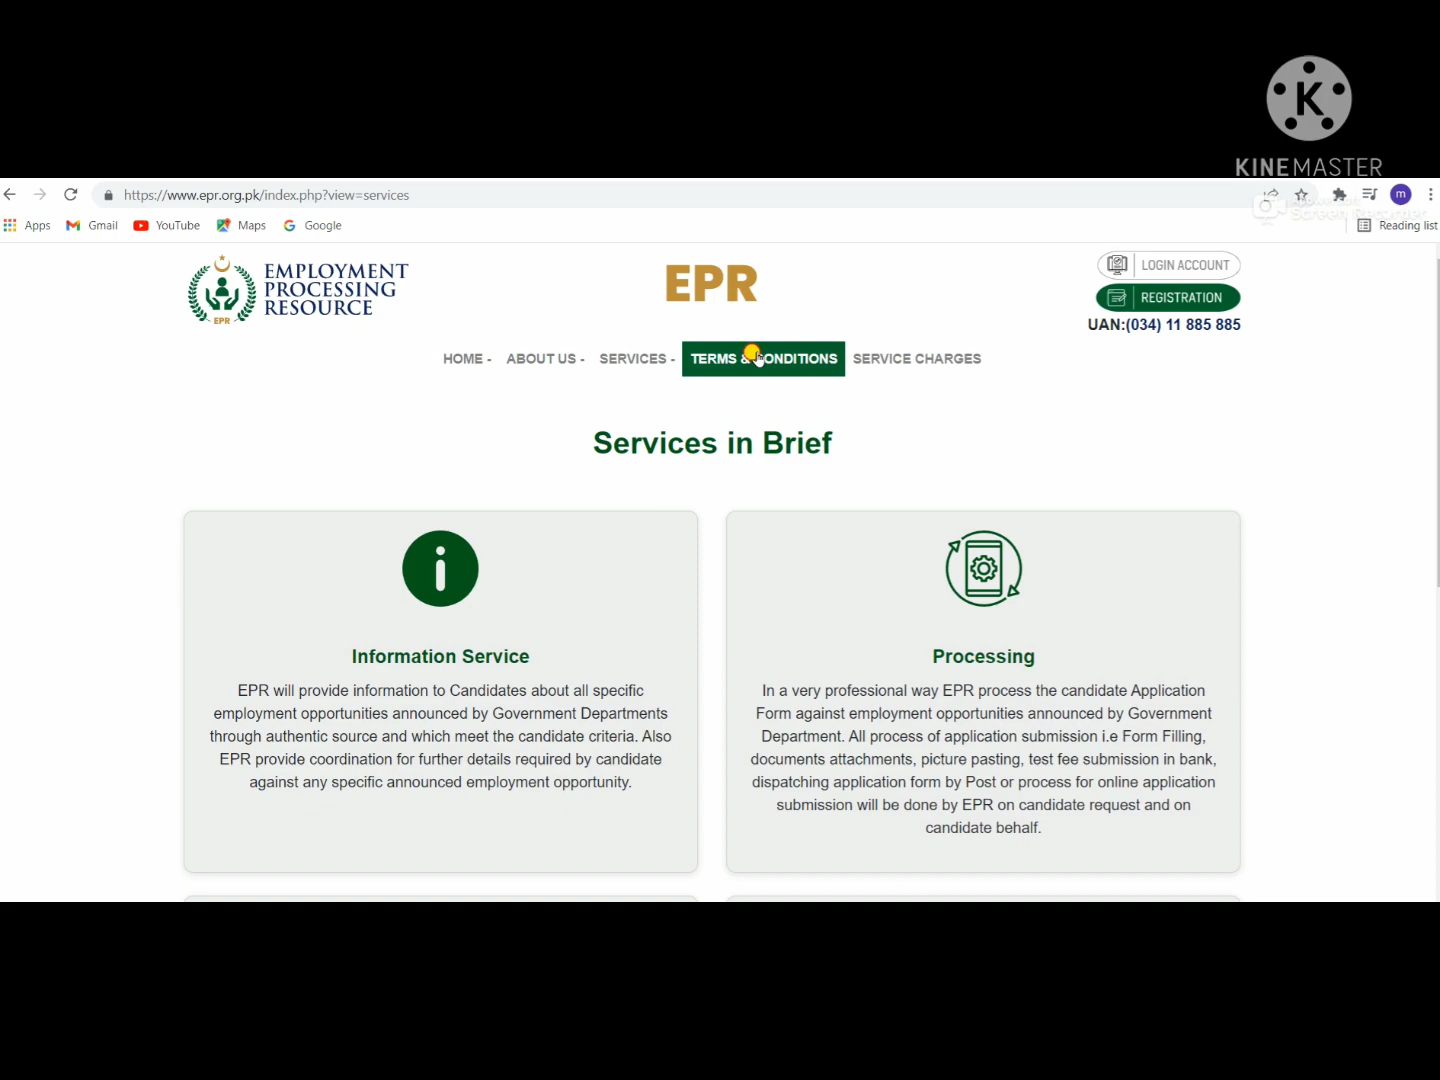 K
KINEMASTER
https://www.epr.org.pk/index.php?view=services
m
Apps
Gmail
YouTube
Maps
Google
Screen Recorder
Reading list
EMPLOYMENT
PROCESSING
RESOURCE
EPR
EPR
LOGIN ACCOUNT
REGISTRATION
UAN:(034) 11 885 885
HOME -
ABOUT US -
SERVICES -
TERMS & CONDITIONS
SERVICE CHARGES
Services in Brief
Information Service
EPR will provide information to Candidates about all specific
employment opportunities announced by Government Departments
through authentic source and which meet the candidate criteria. Also
EPR provide coordination for further details required by candidate
against any specific announced employment opportunity.
Processing
In a very professional way EPR process the candidate Application
Form against employment opportunities announced by Government
Department. All process of application submission i.e Form Filling,
documents attachments, picture pasting, test fee submission in bank,
dispatching application form by Post or process for online application
submission will be done by EPR on candidate request and on
candidate behalf.